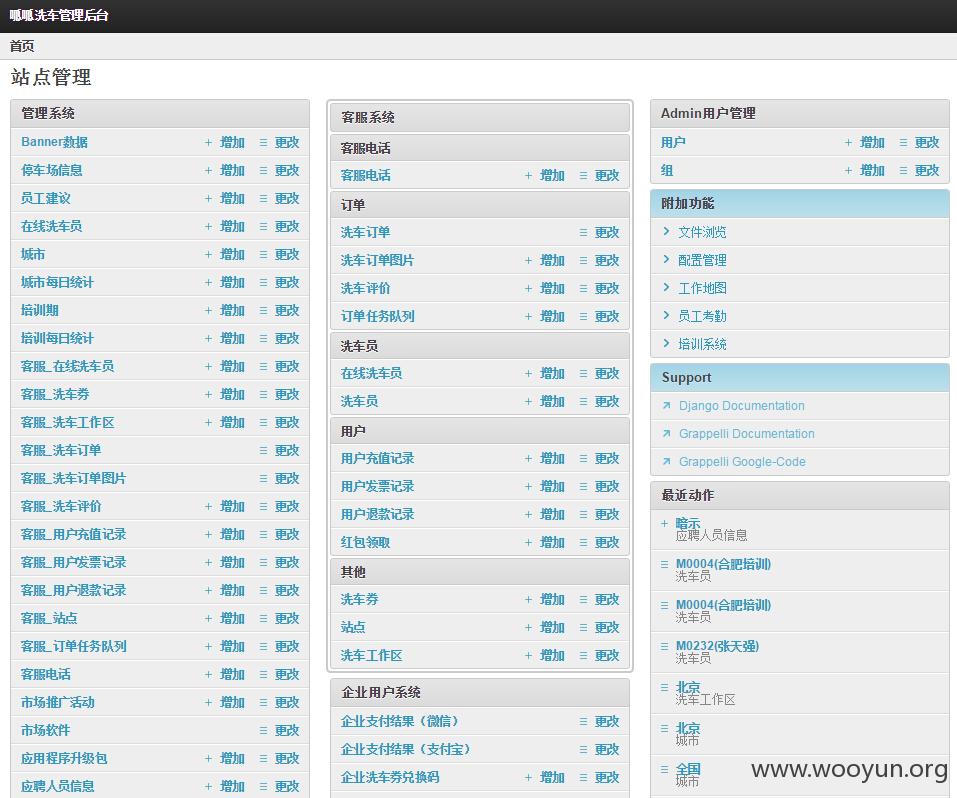 呱呱洗车管理后台
首页
站点管理
管理系统
Banner数据 + 增加 更改
停车场信息 + 增加 更改
员工建议 + 增加 更改
在线洗车员 + 增加 更改
城市 + 增加 更改
城市每日统计 + 增加 更改
培训期 + 增加 更改
培训每日统计 + 增加 更改
客服_在线洗车员 + 增加 更改
客服_洗车券 + 增加 更改
客服_洗车工作区 + 增加 更改
客服_洗车订单 更改
客服_洗车订单图片 更改
客服_洗车评价 + 增加 更改
客服_用户充值记录 + 增加 更改
客服_用户发票记录 + 增加 更改
客服_用户退款记录 + 增加 更改
客服_站点 + 增加 更改
客服_订单任务队列 + 增加 更改
客服电话 + 增加 更改
市场推广活动 + 增加 更改
市场软件 更改
应用程序升级包 + 增加 更改
应聘人员信息 + 增加 更改
客服系统
客服电话
客服电话 + 增加 更改
订单
洗车订单 更改
洗车订单图片 + 增加 更改
洗车评价 + 增加 更改
订单任务队列 + 增加 更改
洗车员
在线洗车员 + 增加 更改
洗车员 + 增加 更改
用户
用户充值记录 + 增加 更改
用户发票记录 + 增加 更改
用户退款记录 + 增加 更改
红包领取 + 增加 更改
其他
洗车券 + 增加 更改
站点 + 增加 更改
洗车工作区 + 增加 更改
企业用户系统
企业支付结果（微信） 更改
企业支付结果（支付宝） 更改
企业洗车券兑换码 + 增加 更改
Admin用户管理
用户 + 增加 更改
组 + 增加 更改
附加功能
文件浏览
配置管理
工作地图
员工考勤
培训系统
Support
Django Documentation
Grappelli Documentation
Grappelli Google-Code
最近动作
+ 暗示
应聘人员信息
M0004(合肥培训)
洗车员
M0004(合肥培训)
洗车员
M0232(张天强)
洗车员
北京
洗车工作区
北京
城市
全国
城市
www.wooyun.org